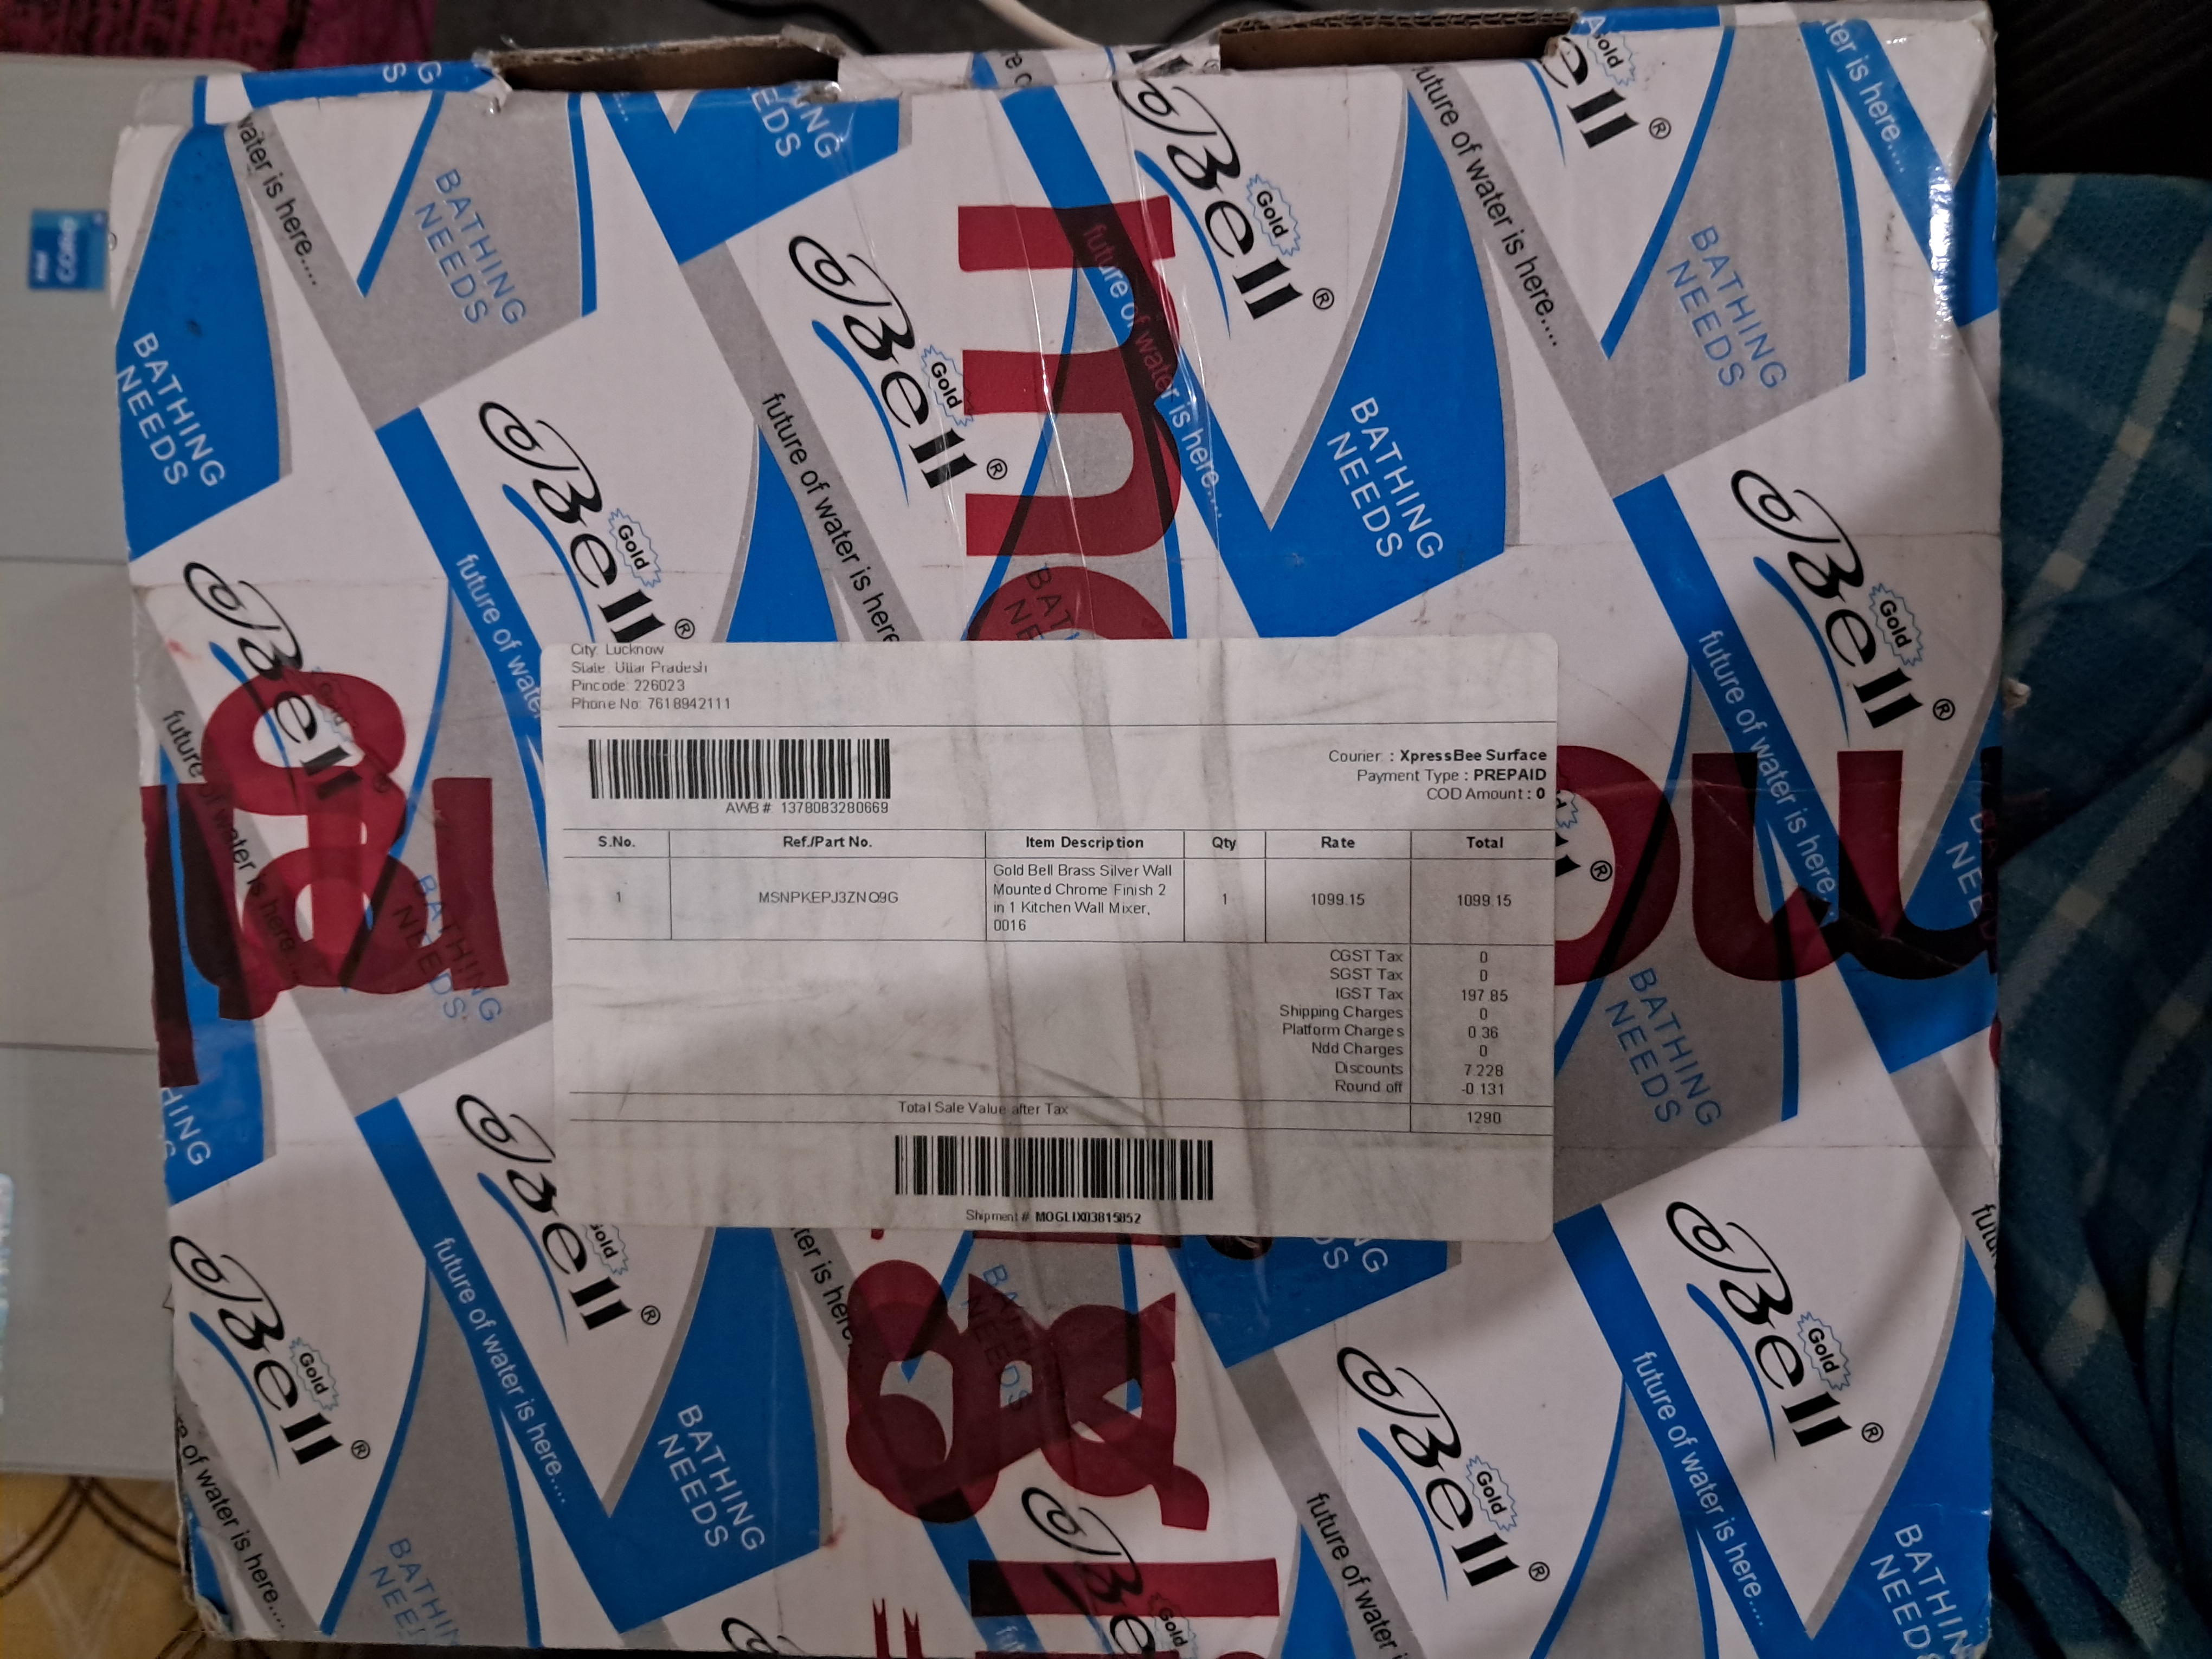 Bell Gold ®
BATHING
NEEDS
future of water is here....
City: Lucknow
State: Uttar Pradesh
Pincode: 226023
Phone No: 7618942111
Courier : XpressBee Surface
Payment Type : PREPAID
COD Amount : 0
AWB #: 1378083280669
S.No. Ref./Part No. Item Description Qty Rate Total
1 MSNPKEPJ3ZNQ9G Gold Bell Brass Silver Wall 1 1099.15 1099.15
Mounted Chrome Finish 2
in 1 Kitchen Wall Mixer,
0016
CGST Tax 0
SGST Tax 0
IGST Tax 197.85
Shipping Charges 0
Platform Charges 0.36
Ndd Charges 0
Discounts 7.228
Round off -0.131
Total Sale Value after Tax 1290
Shipment # MOGLIX03815852